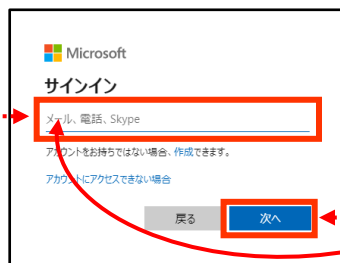 Microsoft
サインイン
メール、電話、Skype
アカウントをお持ちではない場合、作成できます。
アカウントにアクセスできない場合
戻る
次へ